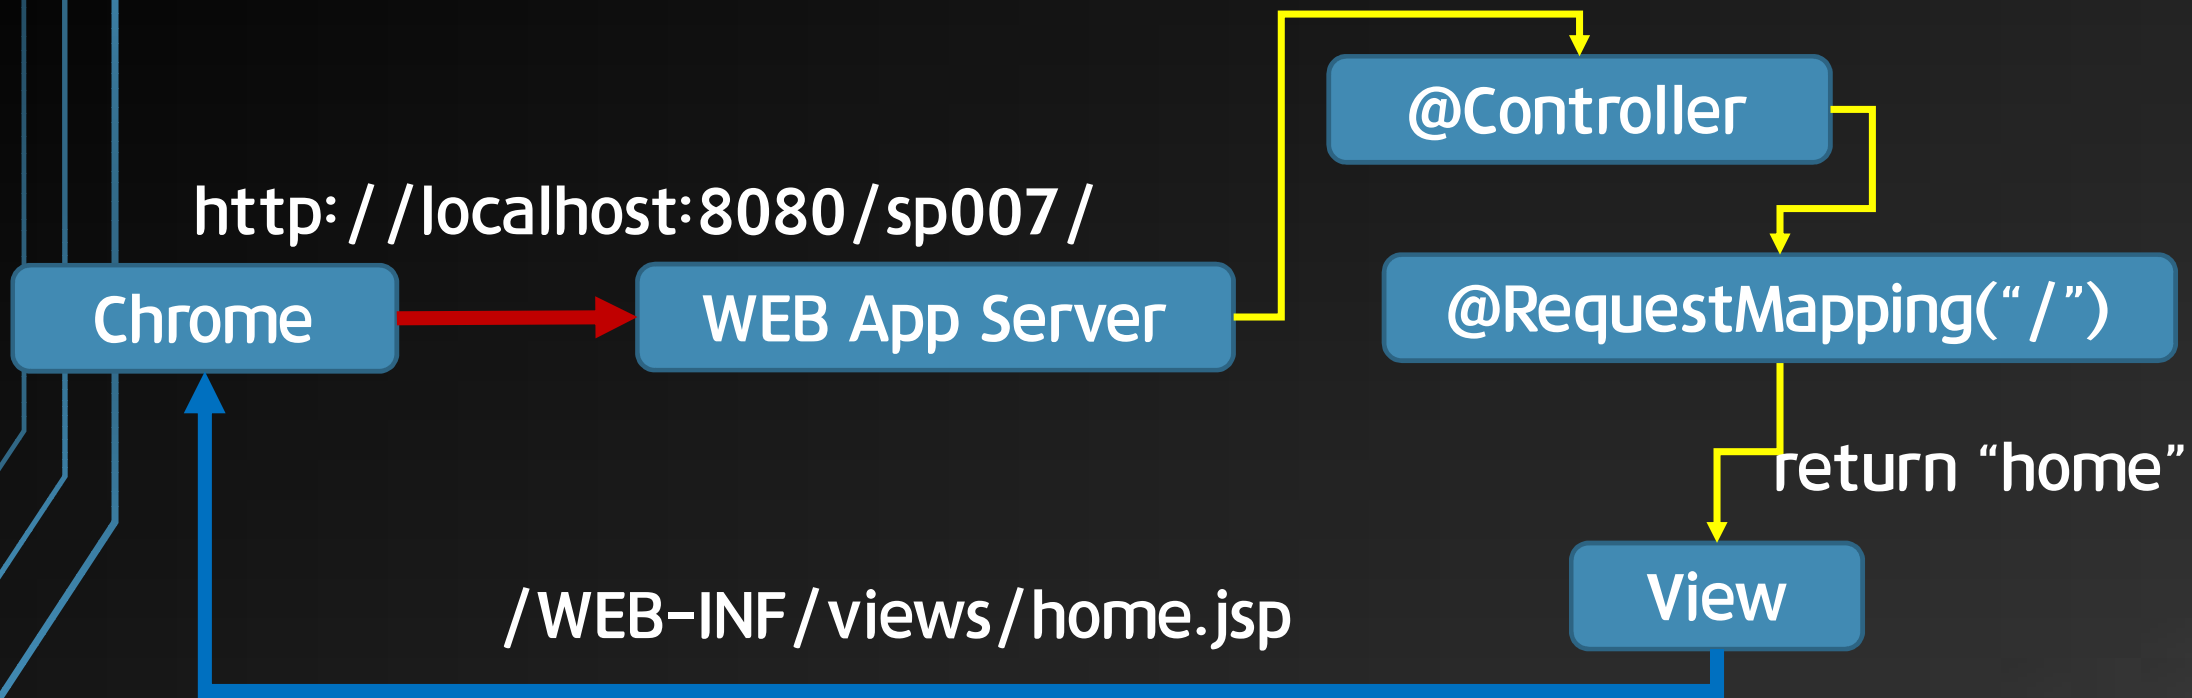 @Controller
http://localhost:8080/sp007/
Chrome
WEB App Server
@RequestMapping(“/”)
return “home”
View
/WEB-INF/views/home.jsp